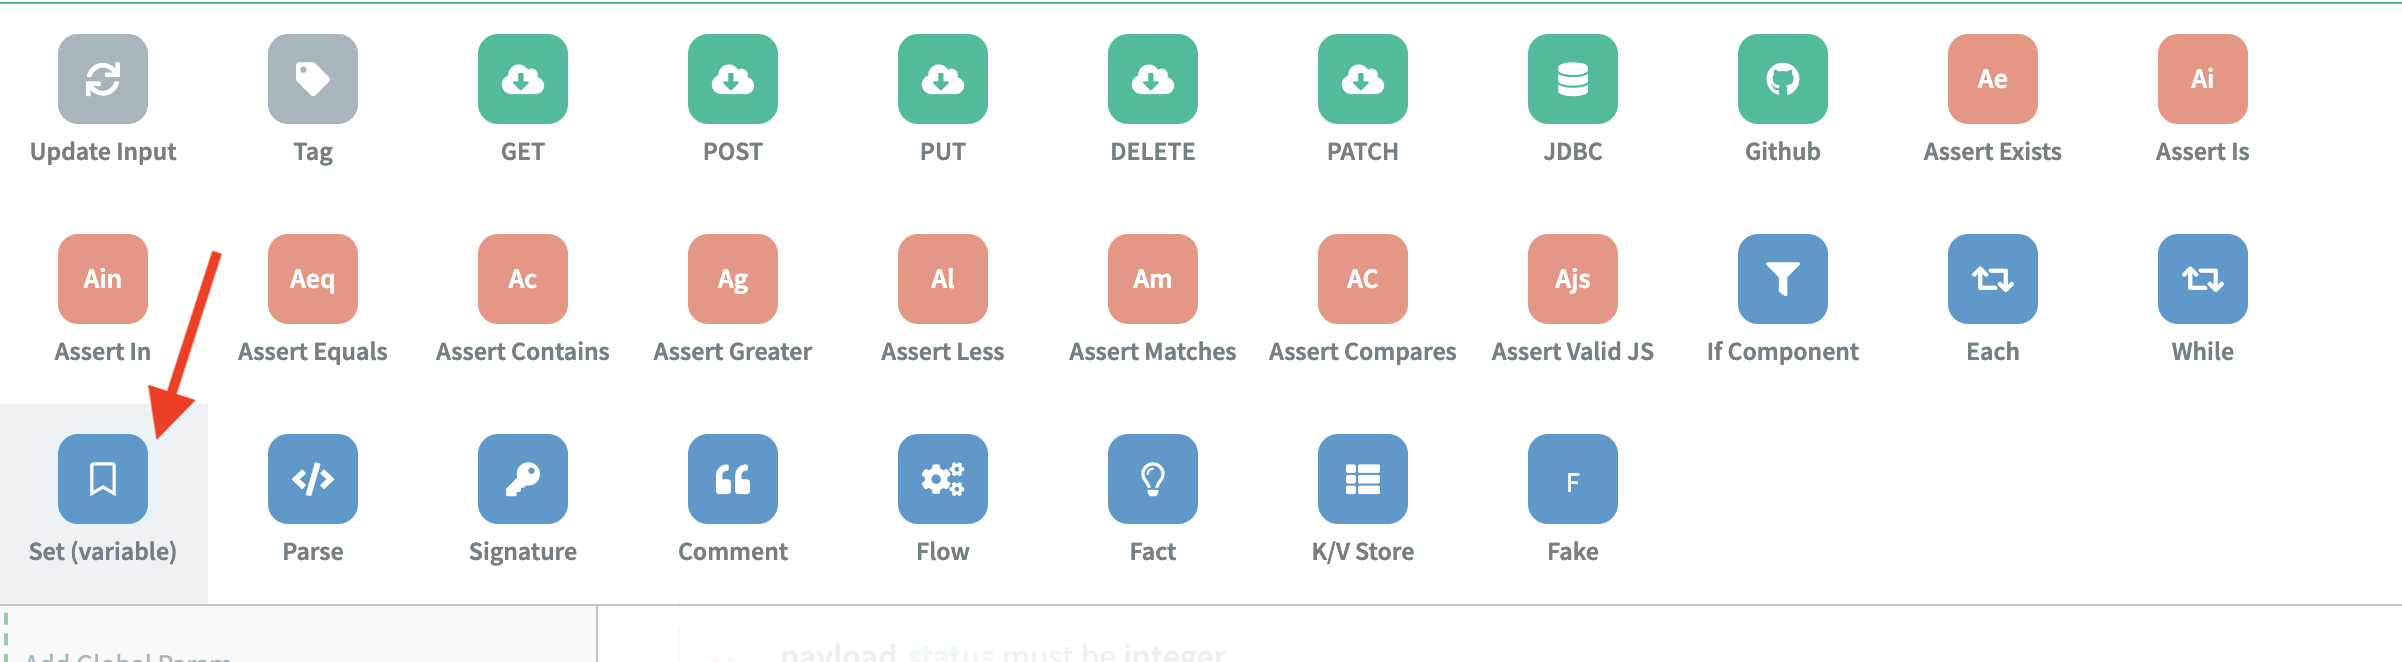 Update Input
Tag
GET
POST
PUT
DELETE
PATCH
JDBC
Github
Ae
Assert Exists
Ai
Assert Is
Ain
Assert In
Aeq
Assert Equals
Ac
Assert Contains
Ag
Assert Greater
Al
Assert Less
Am
Assert Matches
AC
Assert Compares
Ajs
Assert Valid JS
If Component
Each
While
Set (variable)
Parse
Signature
Comment
Flow
Fact
K/V Store
F
Fake
Add Global Param
payload.status must be integer